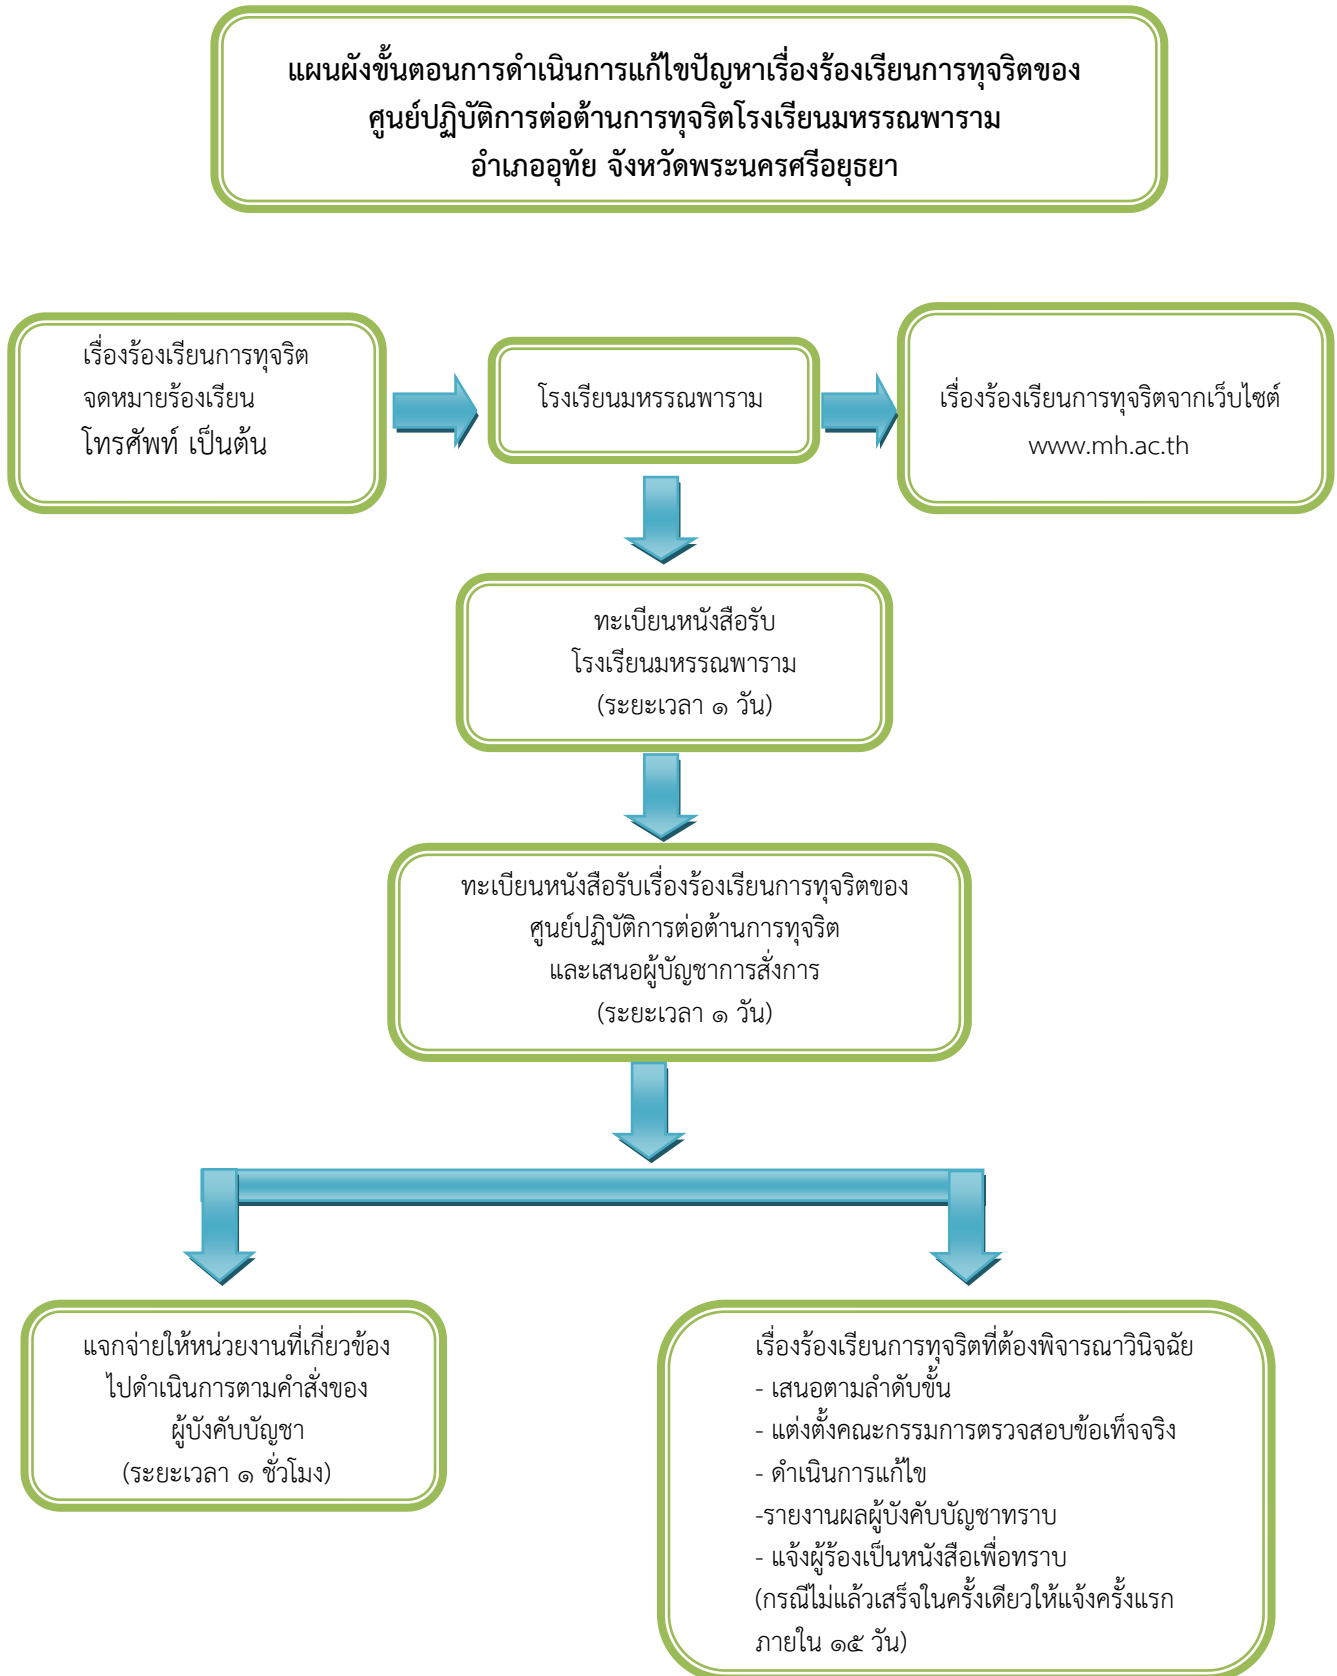 แผนผังขั้นตอนการดำเนินการแก้ไขปัญหาเรื่องร้องเรียนการทุจริตของ
ศูนย์ปฏิบัติการต่อต้านการทุจริตโรงเรียนมหรรณพาราม
อำเภออุทัย จังหวัดพระนครศรีอยุธยา
เรื่องร้องเรียนการทุจริต
จดหมายร้องเรียน
โทรศัพท์ เป็นต้น
โรงเรียนมหรรณพาราม
เรื่องร้องเรียนการทุจริตจากเว็บไซต์
www.mh.ac.th
ทะเบียนหนังสือรับ
โรงเรียนมหรรณพาราม
(ระยะเวลา ๑ วัน)
ทะเบียนหนังสือรับเรื่องร้องเรียนการทุจริตของ
ศูนย์ปฏิบัติการต่อต้านการทุจริต
และเสนอผู้บัญชาการสั่งการ
(ระยะเวลา ๑ วัน)
แจกจ่ายให้หน่วยงานที่เกี่ยวข้อง
ไปดำเนินการตามคำสั่งของ
ผู้บังคับบัญชา
(ระยะเวลา ๑ ชั่วโมง)
เรื่องร้องเรียนการทุจริตที่ต้องพิจารณาวินิจฉัย
- เสนอตามลำดับขั้น
- แต่งตั้งคณะกรรมการตรวจสอบข้อเท็จจริง
- ดำเนินการแก้ไข
-รายงานผลผู้บังคับบัญชาทราบ
- แจ้งผู้ร้องเป็นหนังสือเพื่อทราบ
(กรณีไม่แล้วเสร็จในครั้งเดียวให้แจ้งครั้งแรก
ภายใน ๑๕ วัน)